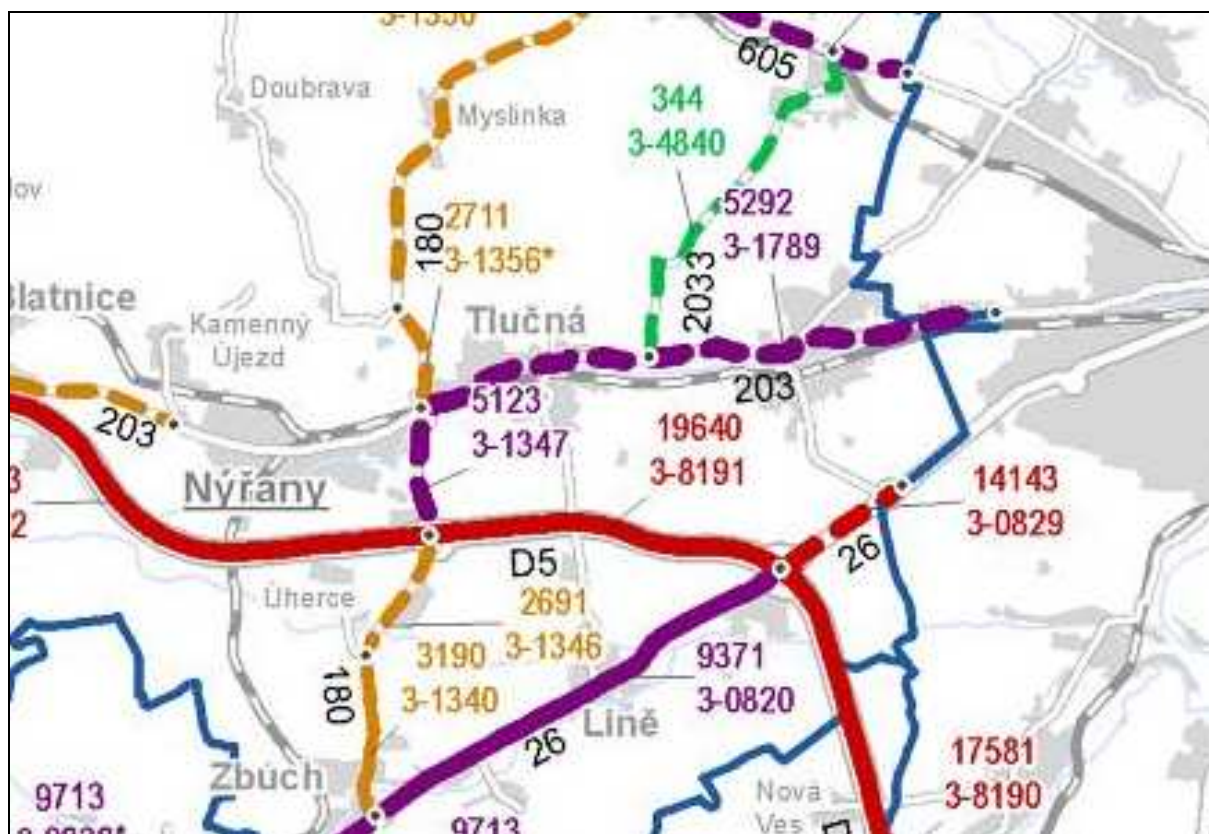 3-1350
605
Doubrava
Myslinka
344
3-4840
2711
3-1356*
180
5292
3-1789
2033
Blatnice
Kamenný
Újezd
Tlučná
203
203
5123
3-1347
19640
3-8191
Nýřany
14143
3-0829
26
D5
Úherce
2691
3-1346
3190
3-1340
180
9371
3-0820
26
Líně
Zbůch
17581
3-8190
Nová
Ves
9713
9713